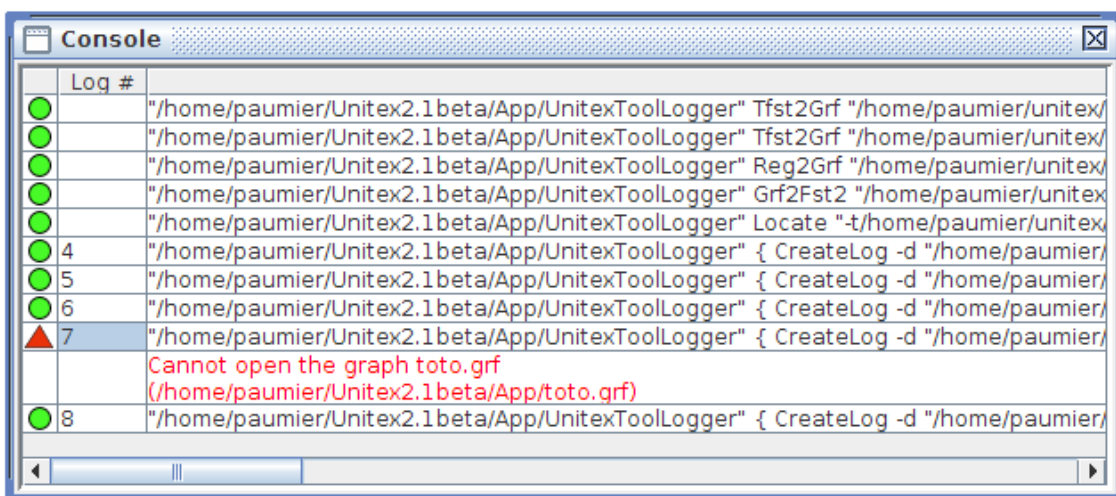 Console
Log #
"/home/paumier/Unitex2.1beta/App/UnitexToolLogger" Tfst2Grf "/home/paumier/unitex/
"/home/paumier/Unitex2.1beta/App/UnitexToolLogger" Tfst2Grf "/home/paumier/unitex/
"/home/paumier/Unitex2.1beta/App/UnitexToolLogger" Reg2Grf "/home/paumier/unitex/
"/home/paumier/Unitex2.1beta/App/UnitexToolLogger" Grf2Fst2 "/home/paumier/unitex
"/home/paumier/Unitex2.1beta/App/UnitexToolLogger" Locate "-t/home/paumier/unitex/
4 "/home/paumier/Unitex2.1beta/App/UnitexToolLogger" { CreateLog -d "/home/paumier/
5 "/home/paumier/Unitex2.1beta/App/UnitexToolLogger" { CreateLog -d "/home/paumier/
6 "/home/paumier/Unitex2.1beta/App/UnitexToolLogger" { CreateLog -d "/home/paumier/
7 "/home/paumier/Unitex2.1beta/App/UnitexToolLogger" { CreateLog -d "/home/paumier/
Cannot open the graph toto.grf
(/home/paumier/Unitex2.1beta/App/toto.grf)
8 "/home/paumier/Unitex2.1beta/App/UnitexToolLogger" { CreateLog -d "/home/paumier/